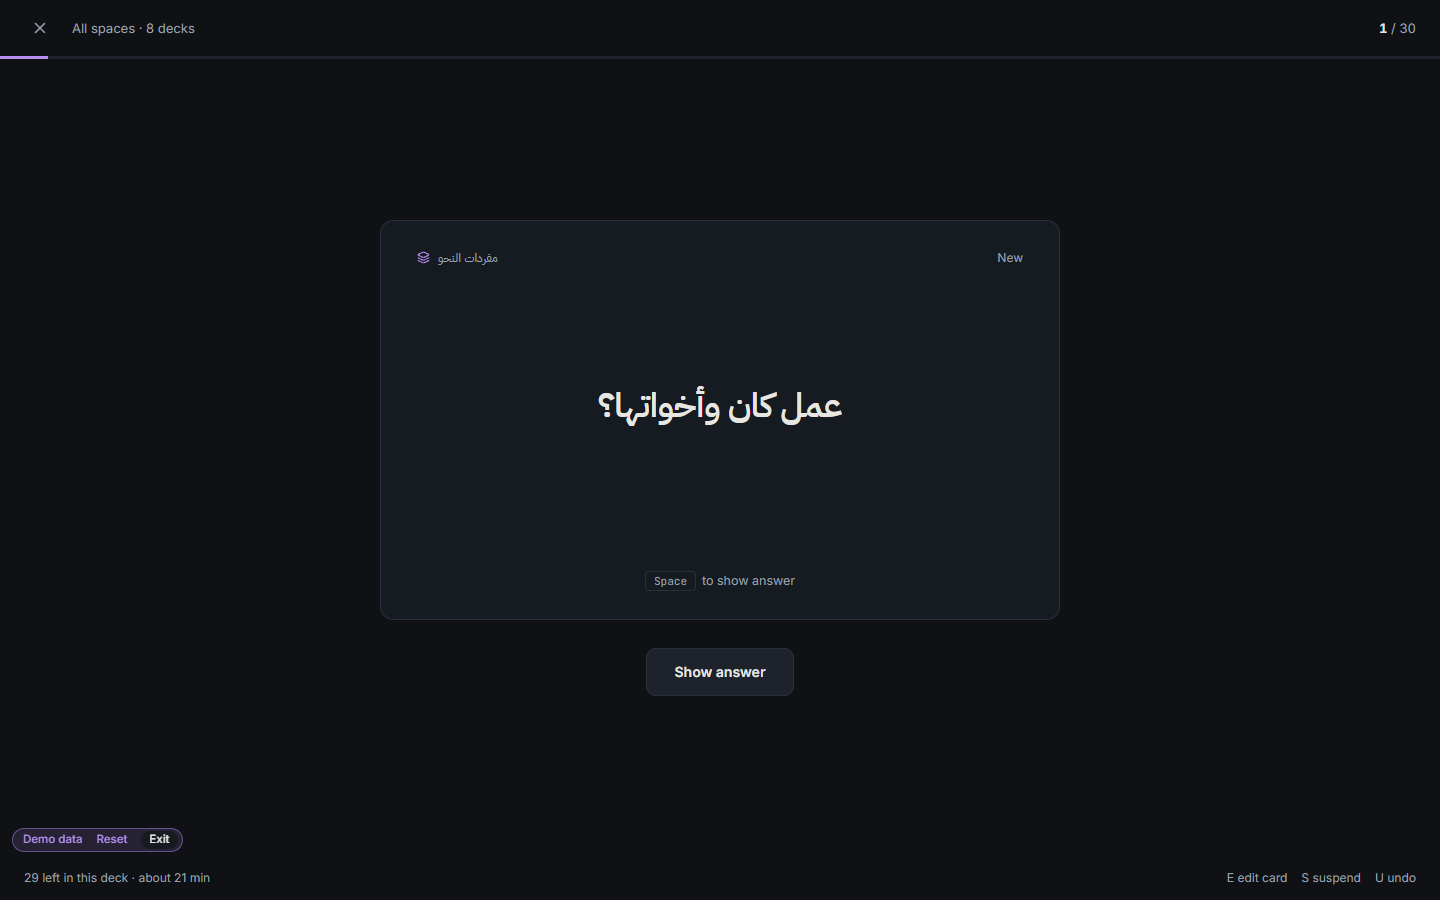 All spaces · 8 decks
1 / 30
مفردات النحو
New
عمل كان وأخواتها؟
Space to show answer
Show answer
Demo data Reset Exit
29 left in this deck · about 21 min
E edit card S suspend U undo